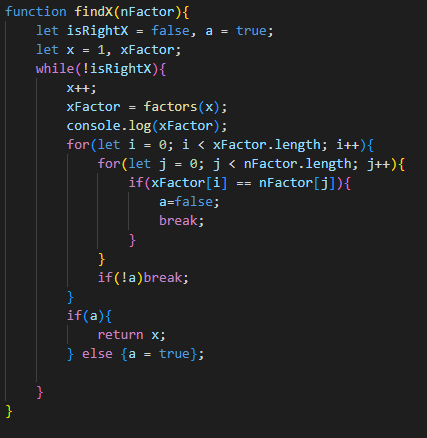 function findX(nFactor){
    let isRightX = false, a = true;
    let x = 1, xFactor;
    while(!isRightX){
        x++;
        xFactor = factors(x);
        console.log(xFactor);
        for(let i = 0; i < xFactor.length; i++){
            for(let j = 0; j < nFactor.length; j++){
                if(xFactor[i] == nFactor[j]){
                    a=false;
                    break;
                }
            }
            if(!a)break;
        }
        if(a){
            return x;
        } else {a = true};
    }
}